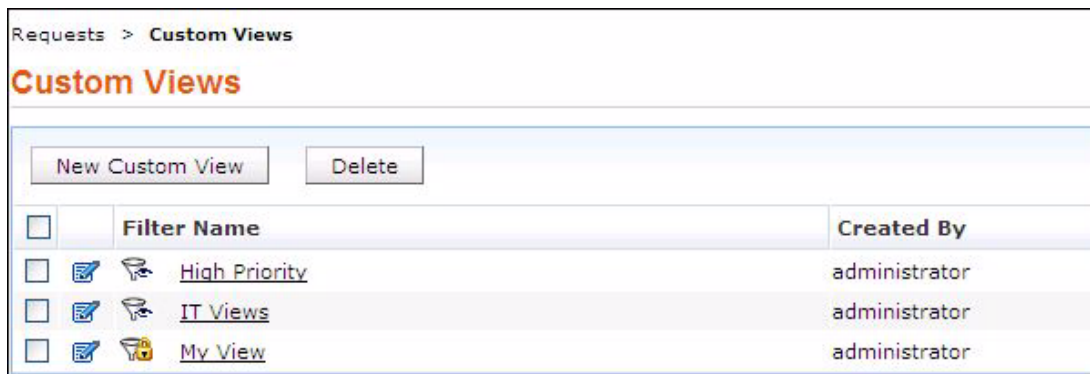 Requests > Custom Views
Custom Views
New Custom View Delete
Filter Name Created By
High Priority administrator
IT Views administrator
My View administrator